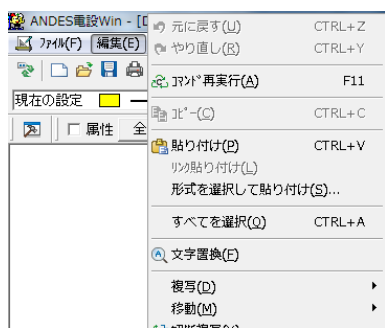 ANDES電設Win - [D
ﾌｧｲﾙ(F) 編集(E)
元に戻す(U) CTRL+Z
やり直し(R) CTRL+Y
ｺﾏﾝﾄﾞ再実行(A) F11
現在の設定
ｺﾋﾟｰ(C) CTRL+C
属性 全
貼り付け(P) CTRL+V
ﾘﾝｸ貼り付け(L)
形式を選択して貼り付け(S)...
すべてを選択(Q) CTRL+A
文字置換(F)
複写(D)
移動(M)